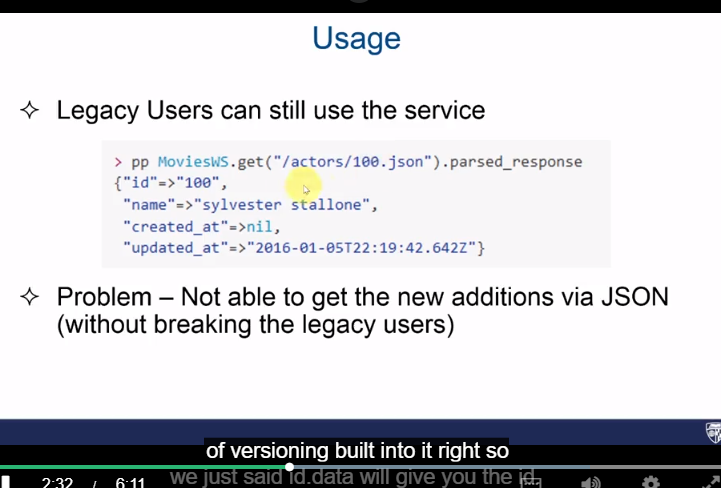 Usage
✧ Legacy Users can still use the service
> pp MoviesWS.get("/actors/100.json").parsed_response
{"id"=>"100",
"name"=>"sylvester stallone",
"created_at"=>nil,
"updated_at"=>"2016-01-05T22:19:42.642Z"}
✧ Problem – Not able to get the new additions via JSON
(without breaking the legacy users)
of versioning built into it right so
we just said id.data will give you the id
2:32 / 6:11